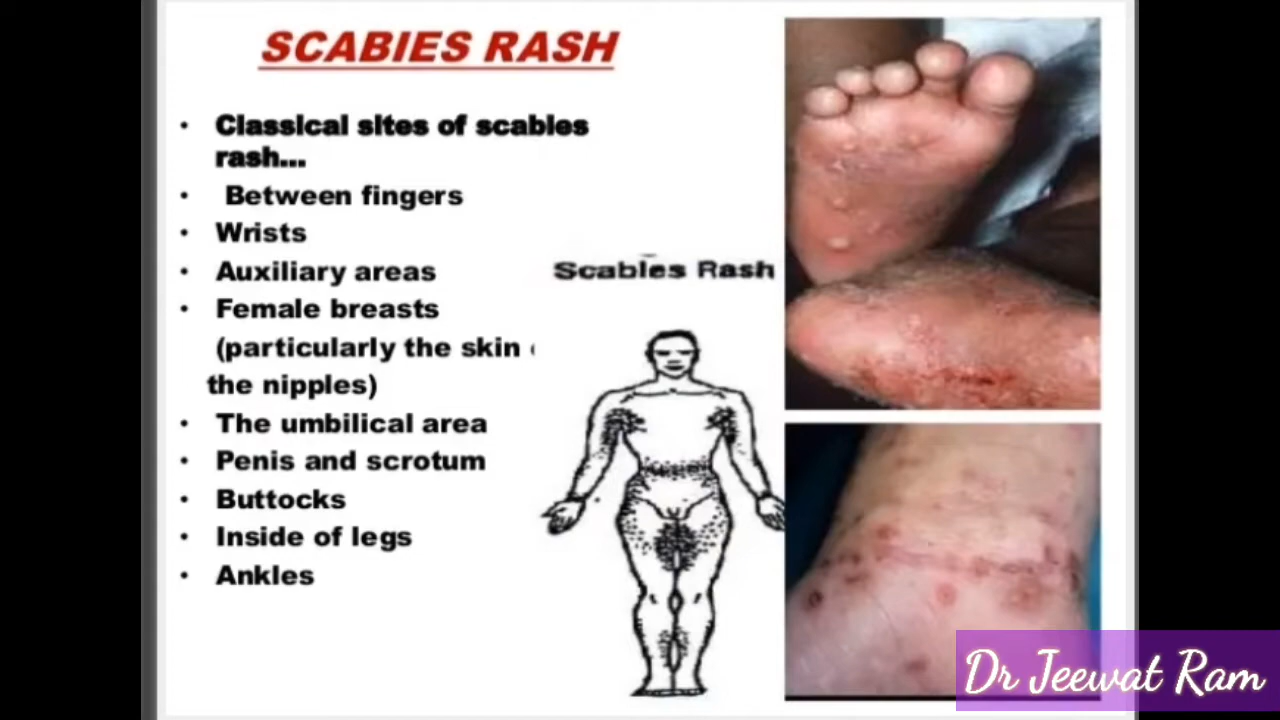 SCABIES RASH
• Classical sites of scabies
rash...
• Between fingers
• Wrists
• Auxiliary areas
• Female breasts
(particularly the skin
the nipples)
• The umbilical area
• Penis and scrotum
• Buttocks
• Inside of legs
• Ankles
Scabies Rash
Dr Jeewat Ram